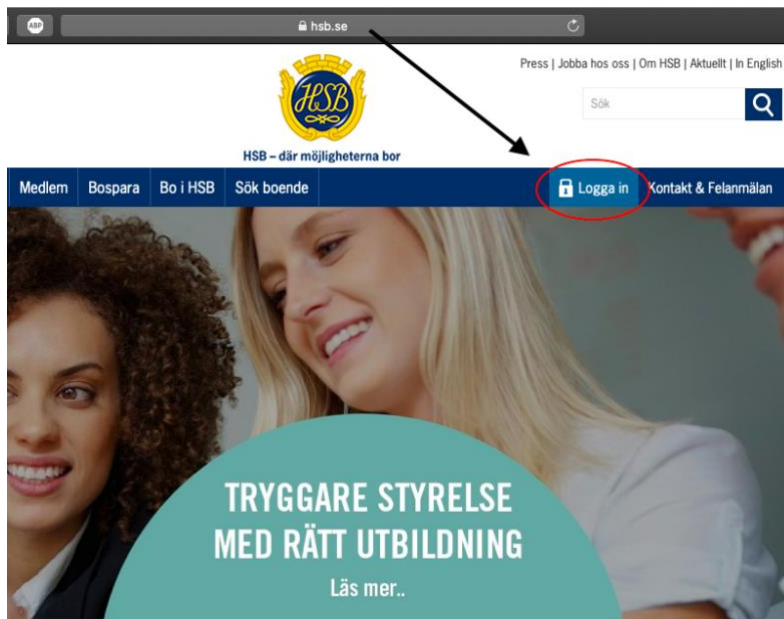 ABP
hsb.se
Press | Jobba hos oss | Om HSB | Aktuellt | In English
HSB
Sök
HSB – där möjligheterna bor
Medlem Bospara Bo i HSB Sök boende Logga in Kontakt & Felanmälan
TRYGGARE STYRELSE
MED RÄTT UTBILDNING
Läs mer..